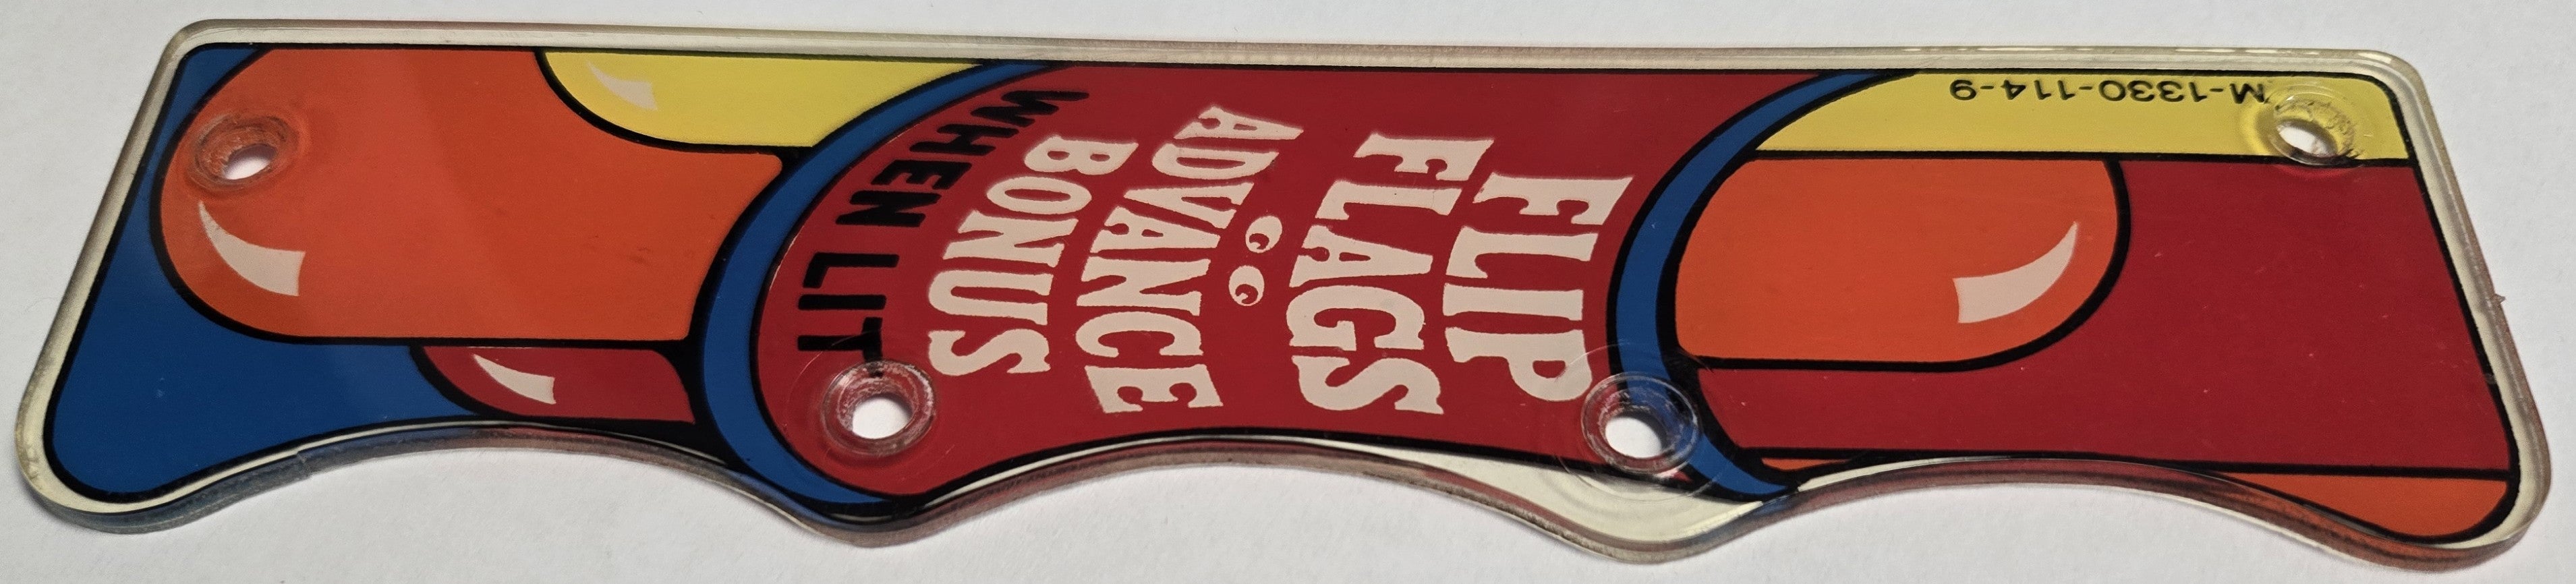 FLIP
FLAGS
ADVANCE
BONUS
WHEN LIT
M-1330-114-9